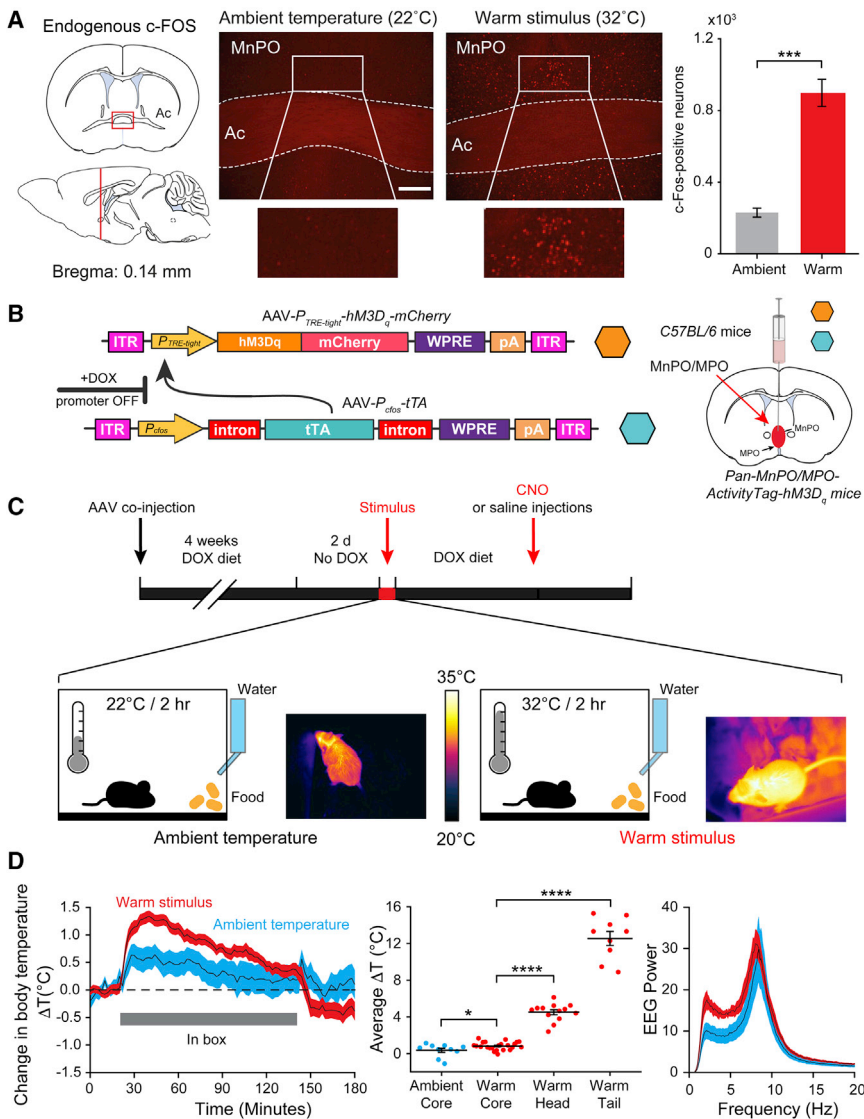 A
Endogenous c-FOS
Ac
Bregma: 0.14 mm
Ambient temperature (22˚C)
MnPO
Ac
Warm stimulus (32˚C)
MnPO
Ac
x10³
1.2
0.9
0.6
0.3
0
c-Fos-positive neurons
***
Ambient
Warm
B
AAV-P_TRE-tight-hM3D_q-mCherry
ITR
P_TRE-tight
hM3Dq
mCherry
WPRE
pA
ITR
+DOX
promoter OFF
AAV-P_cfos-tTA
ITR
P_cfos
intron
tTA
intron
WPRE
pA
ITR
C57BL/6 mice
MnPO/MPO
MnPO
MPO
Pan-MnPO/MPO-
ActivityTag-hM3D_q mice
C
AAV co-injection
4 weeks
DOX diet
2 d
No DOX
Stimulus
DOX diet
CNO
or saline injections
22°C / 2 hr
Water
Food
Ambient temperature
35°C
20°C
32°C / 2 hr
Water
Food
Warm stimulus
D
Change in body temperature
ΔT(°C)
1.5
1.0
0.5
0.0
-0.5
-1.0
-1.5
Warm stimulus
Ambient temperature
In box
0 30 60 90 120 150 180
Time (Minutes)
Average ΔT (°C)
16
12
8
4
0
*
****
****
Ambient
Core
Warm
Core
Warm
Head
Warm
Tail
EEG Power
40
30
20
10
0
0 5 10 15 20
Frequency (Hz)